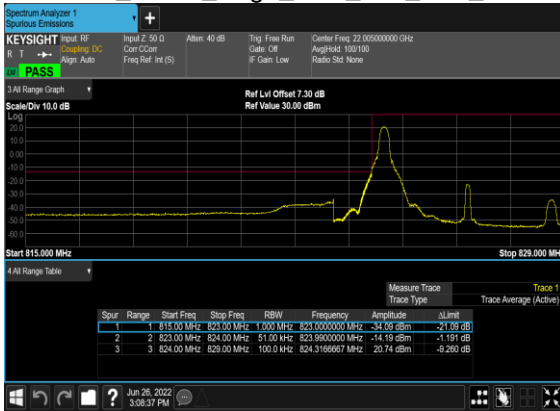 Spectrum Analyzer 1
Spurious Emissions
+
KEYSIGHT
R T
LXI
PASS
Input: RF
Coupling: DC
Align: Auto
Input Z: 50 Ω
Corr CCorr
Freq Ref: Int (S)
Atten: 40 dB
Trig: Free Run
Gate: Off
IF Gain: Low
Center Freq: 22.005000000 GHz
Avg|Hold: 100/100
Radio Std: None
3 All Range Graph
Scale/Div 10.0 dB
Ref Lvl Offset 7.30 dB
Ref Value 30.00 dBm
Log
20.0
10.0
0.00
-10.0
-20.0
-30.0
-40.0
-50.0
-60.0
Start 815.000 MHz
Stop 829.000 MHz
4 All Range Table
Measure Trace Trace 1
Trace Type Trace Average (Active)
Spur Range Start Freq Stop Freq RBW Frequency Amplitude ΔLimit
1 1 815.00 MHz 823.00 MHz 1.000 MHz 823.0000000 MHz -34.09 dBm -21.09 dB
2 2 823.00 MHz 824.00 MHz 51.00 kHz 823.9900000 MHz -14.19 dBm -1.191 dB
3 3 824.00 MHz 829.00 MHz 100.0 kHz 824.3166667 MHz 20.74 dBm -9.260 dB
?
Jun 26, 2022
3:08:37 PM